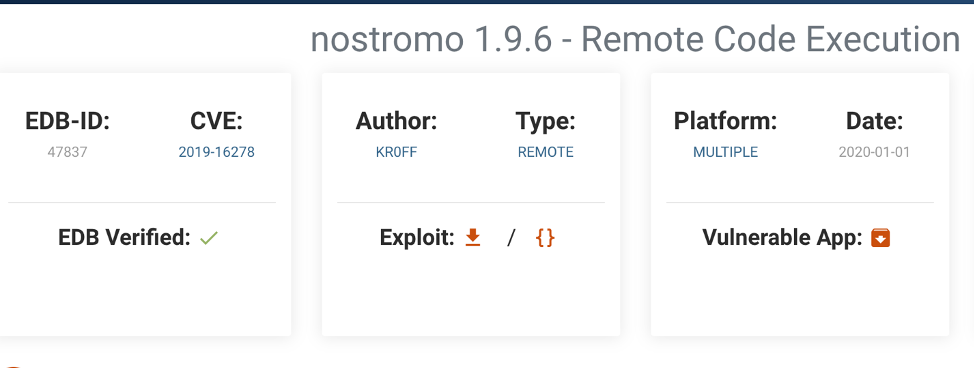 nostromo 1.9.6 - Remote Code Execution
EDB-ID: CVE:
47837 2019-16278
EDB Verified:
Author: Type:
KR0FF REMOTE
Exploit: / {}
Platform: Date:
MULTIPLE 2020-01-01
Vulnerable App: